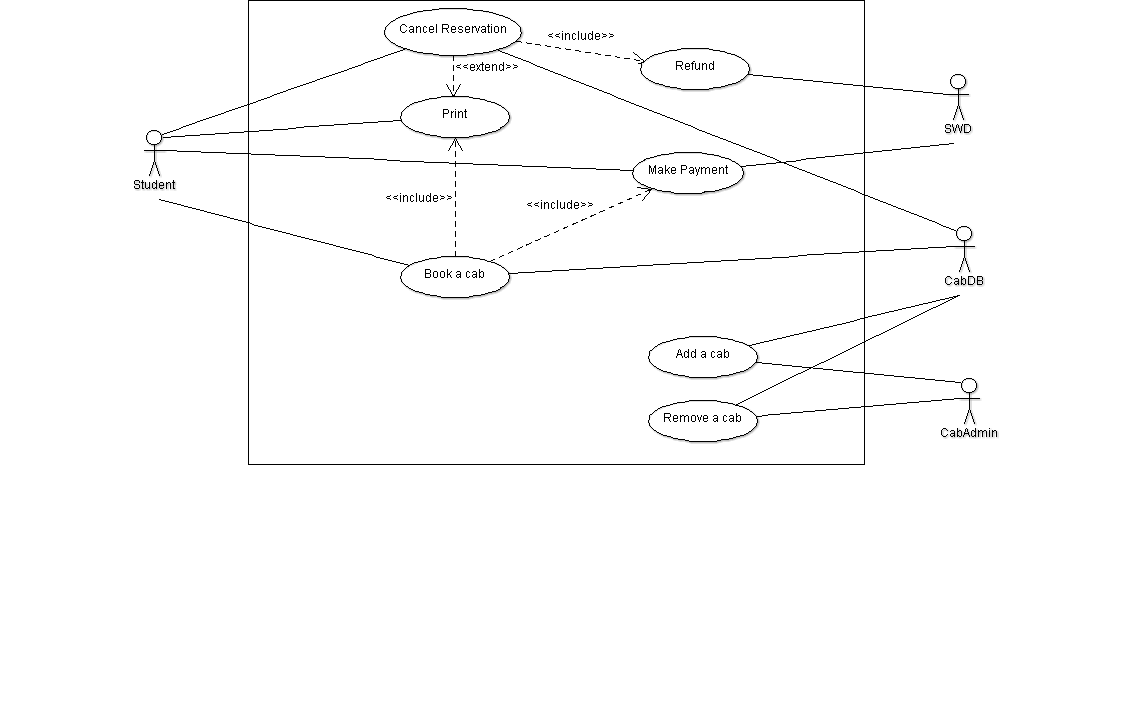 Cancel Reservation
<<include>>
Refund
<<extend>>
Print
SWD
Make Payment
Student
<<include>>
<<include>>
Book a cab
CabDB
Add a cab
Remove a cab
CabAdmin